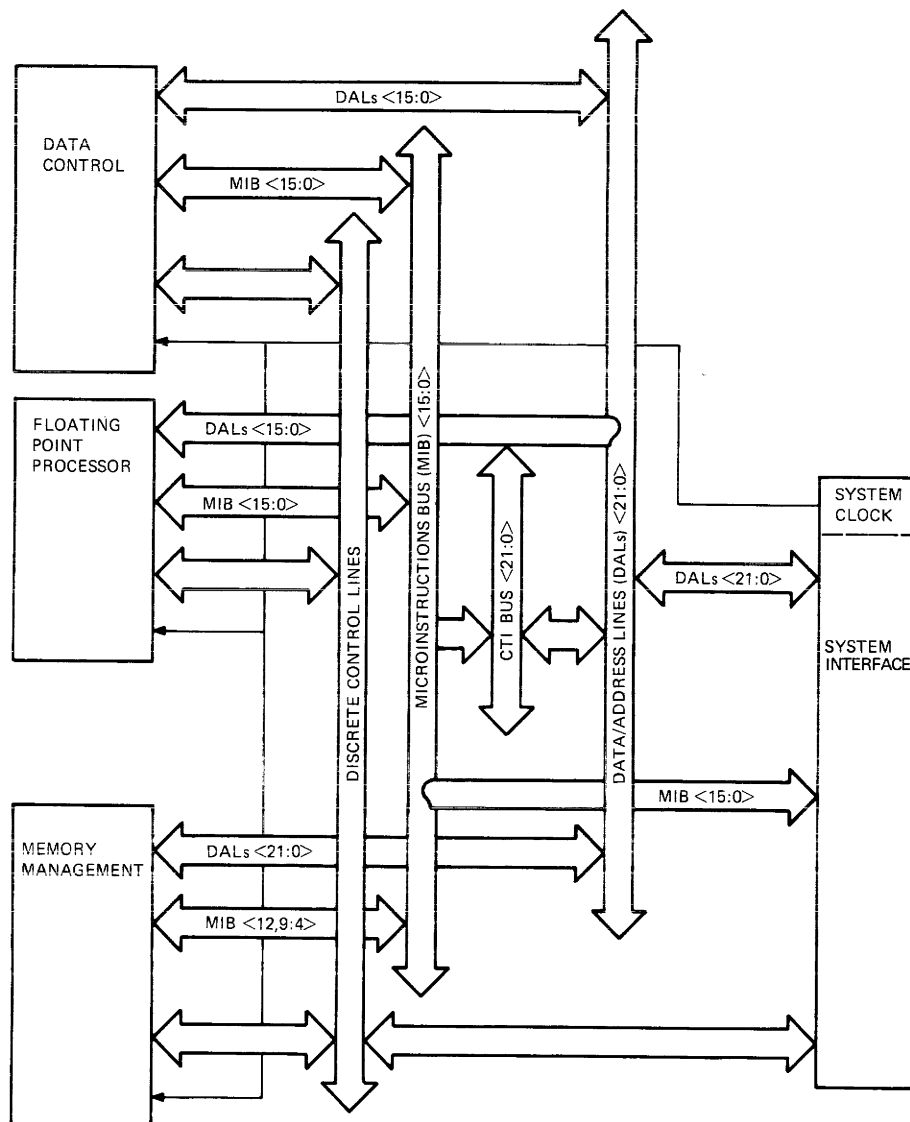 DALs <15:0>
DATA
CONTROL
MIB <15:0>
FLOATING
POINT
PROCESSOR
DALs <15:0>
MIB <15:0>
DISCRETE CONTROL LINES
MICROINSTRUCTIONS BUS (MIB) <15:0>
CTI BUS <21:0>
DATA/ADDRESS LINES (DALs) <21:0>
SYSTEM
CLOCK
DALs <21:0>
SYSTEM
INTERFACE
MIB <15:0>
MEMORY
MANAGEMENT
DALs <21:0>
MIB <12,9:4>